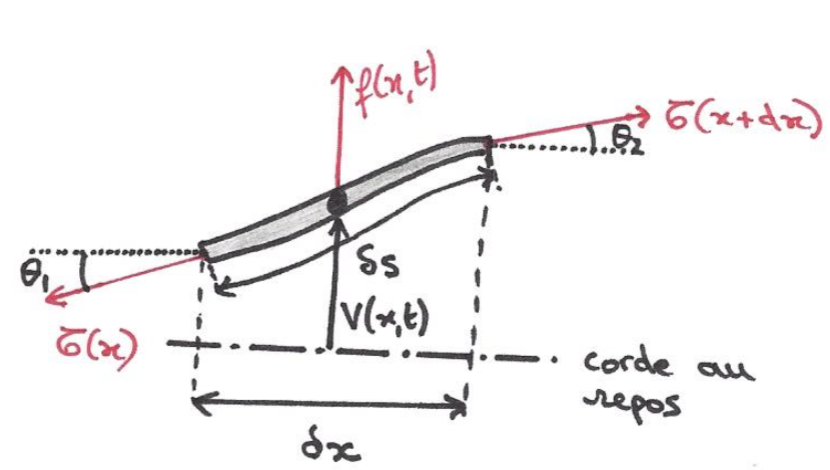 f(x,t)
σ(x+dx)
θ₂
θ₁
δs
V(x,t)
σ(x)
corde au
repos
δx